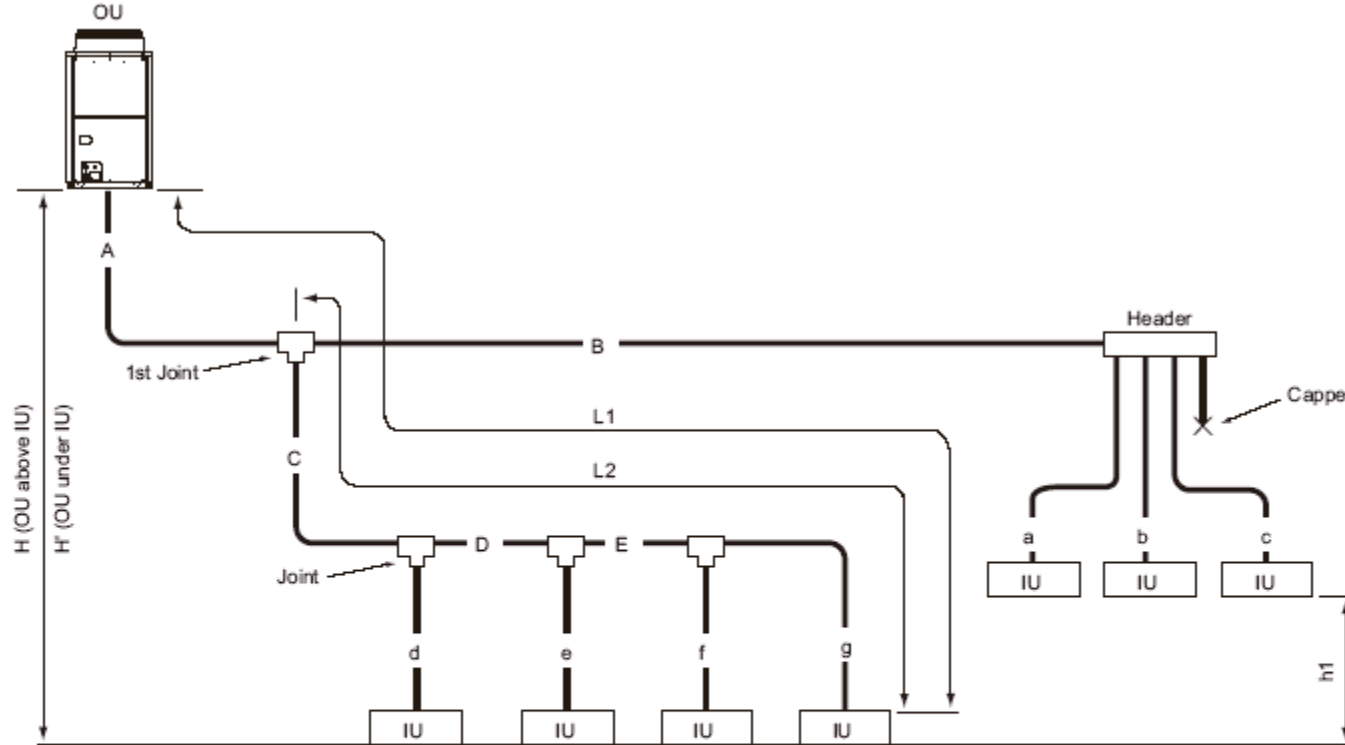 OU
A
Header
B
1st Joint
Cappe
L1
H (OU above IU)
H' (OU under IU)
C
L2
a
b
c
D
E
Joint
IU
IU
IU
d
e
f
g
h1
IU
IU
IU
IU